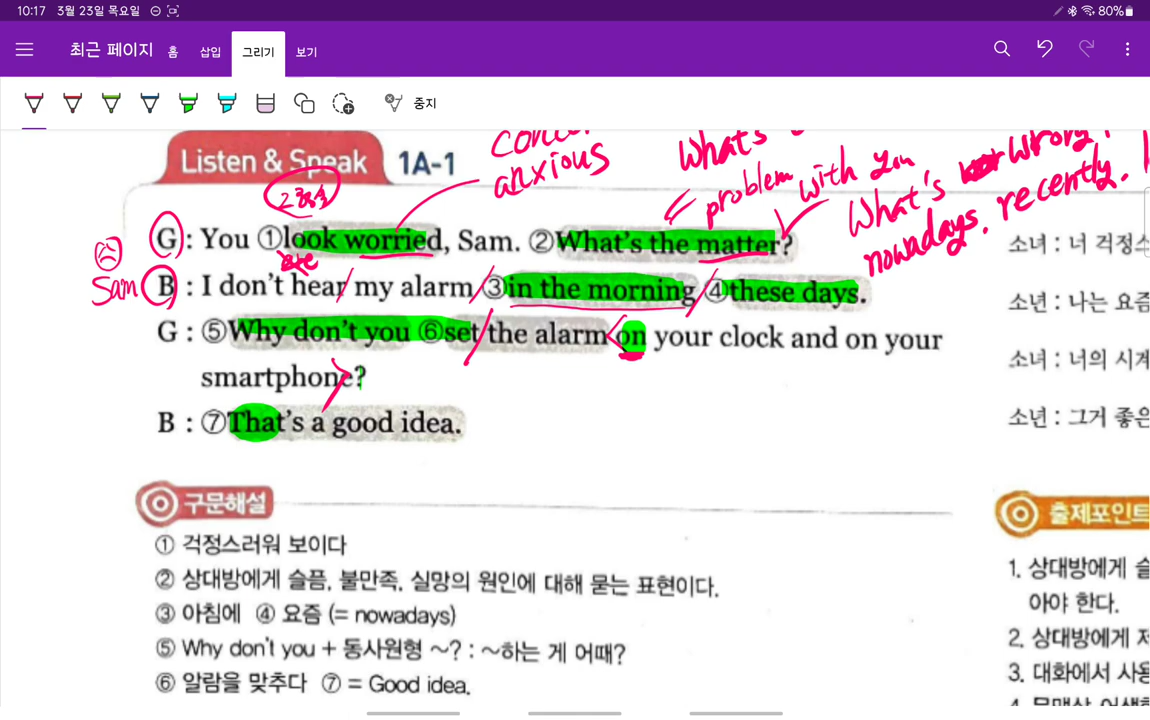 10:17 3월 23일 목요일 80%
최근 페이지 홈 삽입 그리기 보기
중지
Listen & Speak 1A-1
anxious
What's
problem with you
What's wrong?
nowadays. recently.
2형식
G : You ①look worried, Sam. ②What's the matter?
소녀 : 너 걱정스
are
Sam B : I don't hear my alarm ③in the morning ④these days.
소년 : 나는 요즘
G : ⑤Why don't you ⑥set the alarm on your clock and on your
소녀 : 너의 시계
smartphone?
B : ⑦That's a good idea.
소년 : 그거 좋은
구문해설
① 걱정스러워 보이다
② 상대방에게 슬픔, 불만족, 실망의 원인에 대해 묻는 표현이다.
③ 아침에 ④ 요즘 (= nowadays)
⑤ Why don't you + 동사원형 ~? : ~하는 게 어때?
⑥ 알람을 맞추다 ⑦ = Good idea.
출제포인트
1. 상대방에게 슬
아야 한다.
2. 상대방에게 제
3. 대화에서 사용